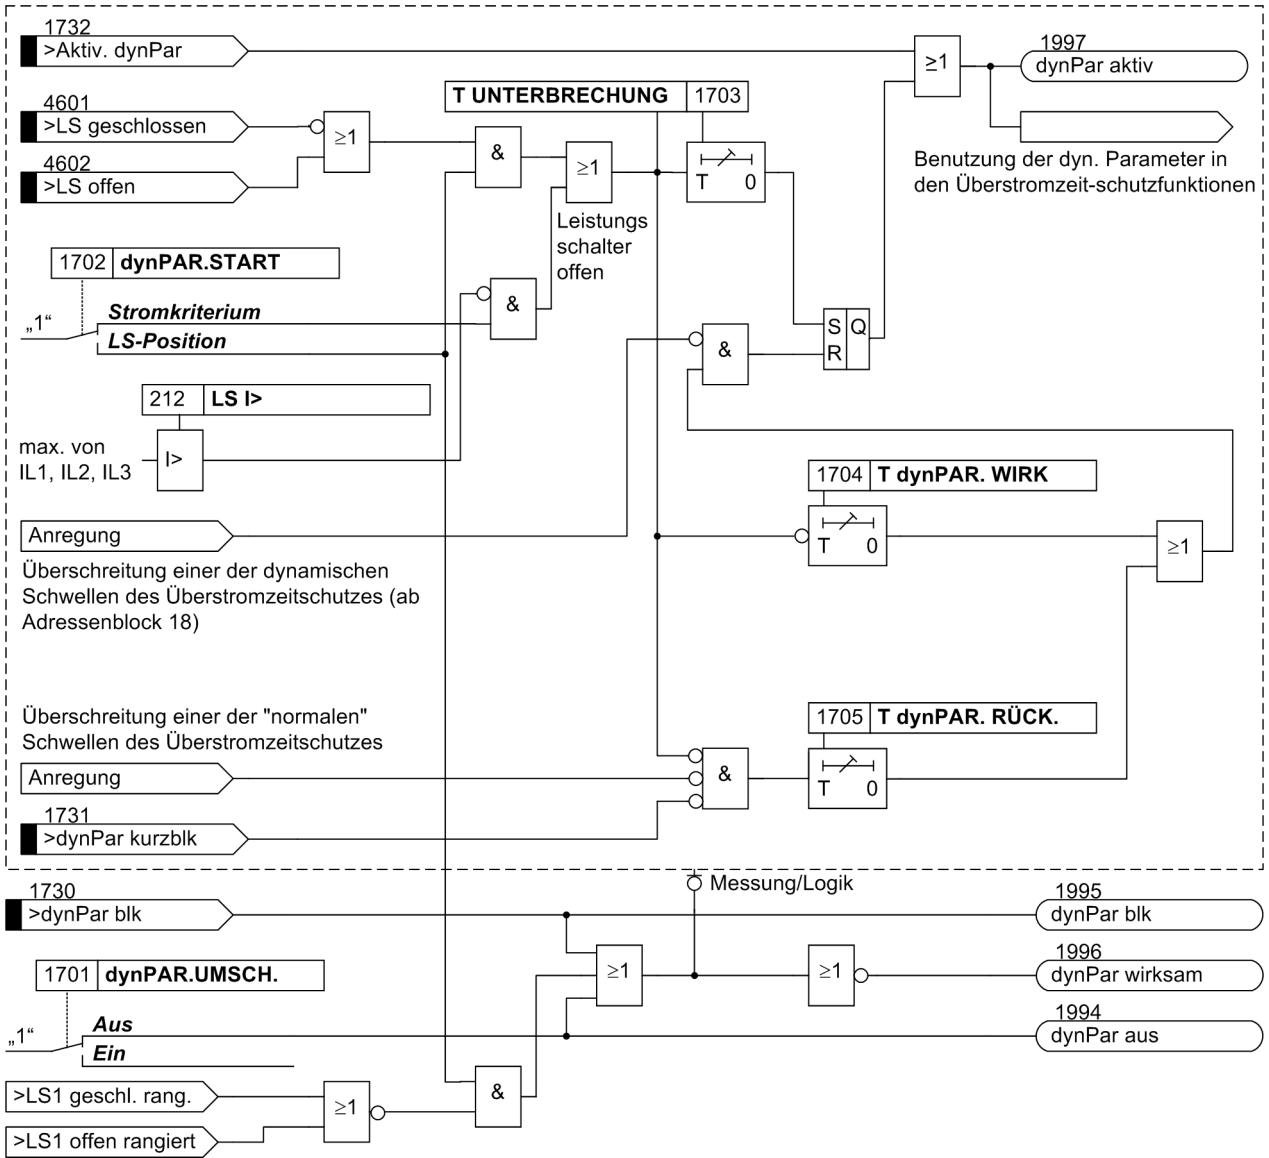 1732
>Aktiv. dynPar
≥1
1997
dynPar aktiv
Benutzung der dyn. Parameter in
den Überstromzeit-schutzfunktionen
4601
>LS geschlossen
4602
>LS offen
≥1
T UNTERBRECHUNG 1703
&
≥1
T 0
Leistungs
schalter
offen
1702 dynPAR.START
„1“
Stromkriterium
LS-Position
&
S Q
R
&
212 LS I>
max. von
IL1, IL2, IL3
I>
1704 T dynPAR. WIRK
T 0
≥1
Anregung
Überschreitung einer der dynamischen
Schwellen des Überstromzeitschutzes (ab
Adressenblock 18)
Überschreitung einer der "normalen"
Schwellen des Überstromzeitschutzes
Anregung
1705 T dynPAR. RÜCK.
&
T 0
1731
>dynPar kurzblk
Messung/Logik
1730
>dynPar blk
1995
dynPar blk
≥1
≥1
1996
dynPar wirksam
1701 dynPAR.UMSCH.
„1“
Aus
Ein
1994
dynPar aus
>LS1 geschl. rang.
>LS1 offen rangiert
≥1
&